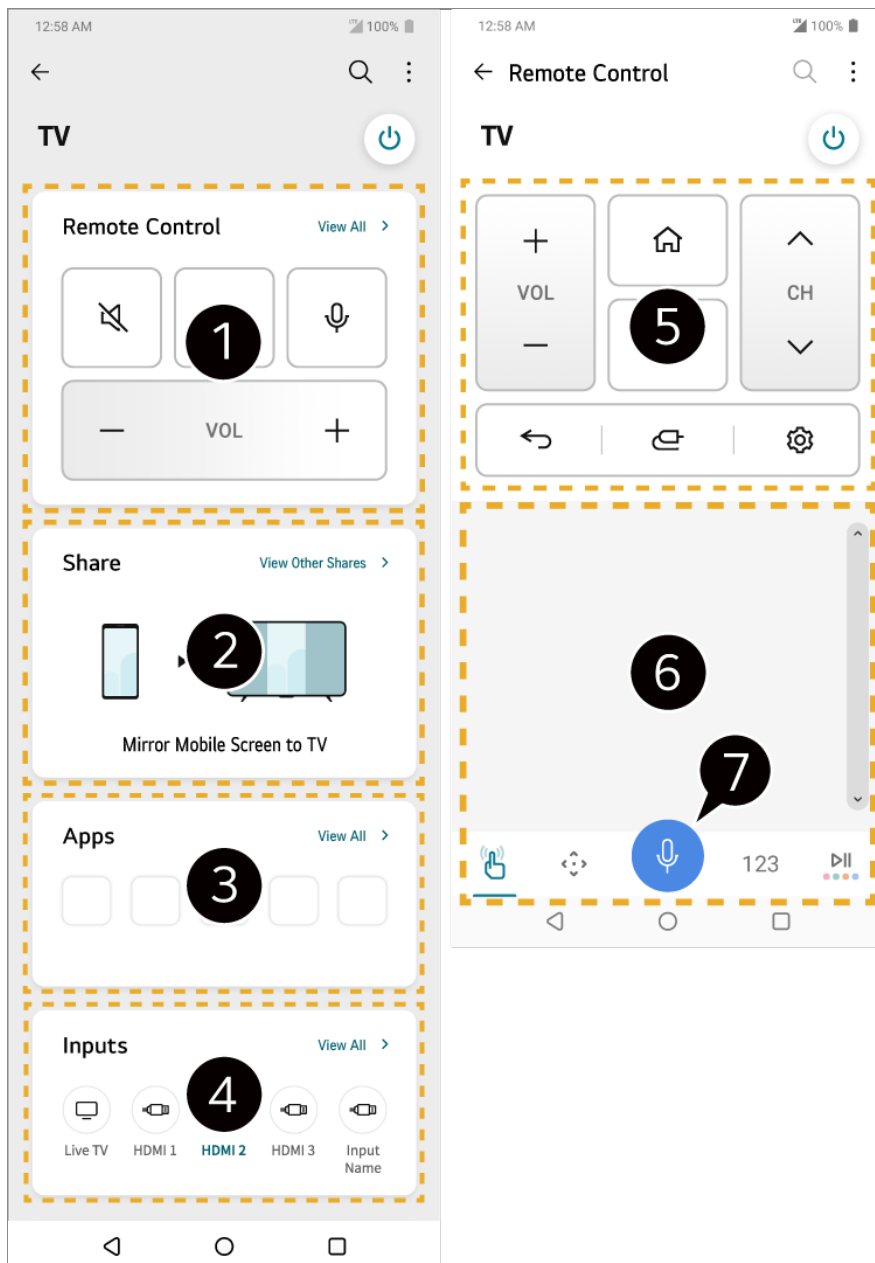 12:58 AM
LTE 100%
TV
Remote Control View All >
1
VOL
Share View Other Shares >
2
Mirror Mobile Screen to TV
Apps View All >
3
Inputs View All >
4
Live TV HDMI 1 HDMI 2 HDMI 3 Input Name
12:58 AM
LTE 100%
Remote Control
TV
VOL
CH
5
6
7
123